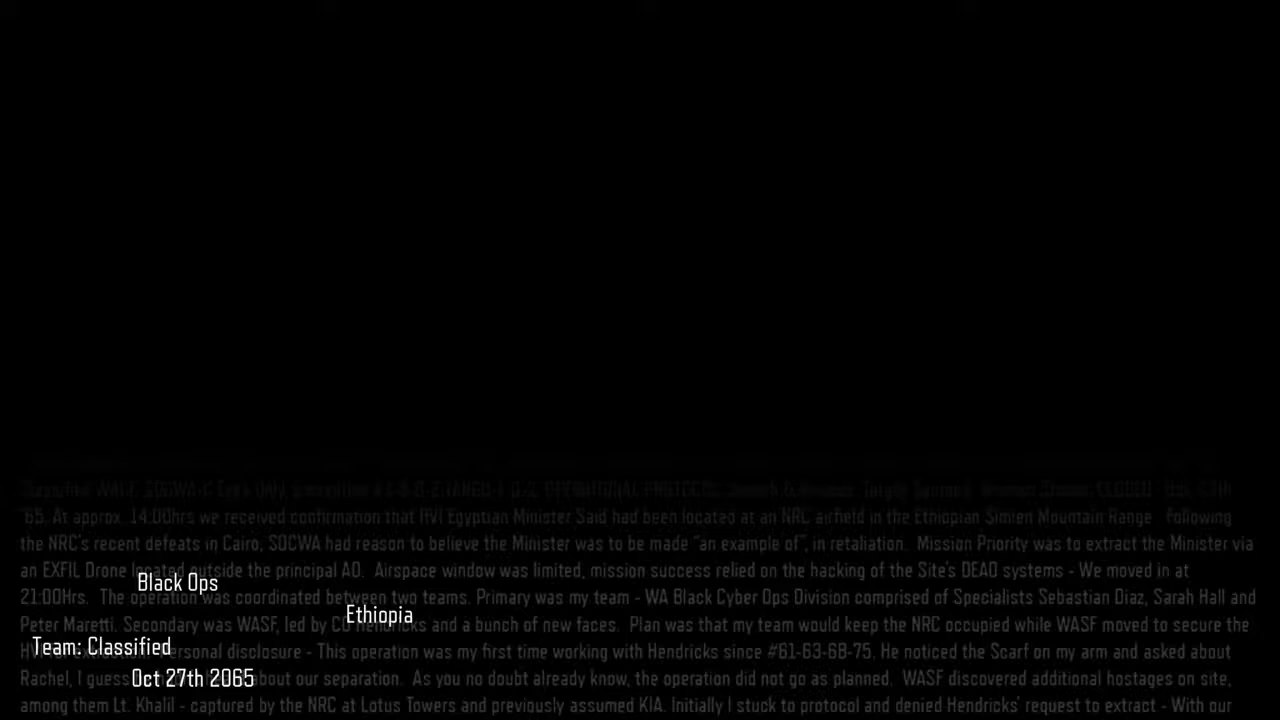 '65. At approx. 14:00hrs we received confirmation that HVI Egyptian Minister Said had been located at an NRC airfield in the Ethiopian Simien Mountain Range Following
the NRC's recent defeats in Cairo, SOCWA had reason to believe the Minister was to be made "an example of", in retaliation. Mission Priority was to extract the Minister via
an EXFIL Drone located outside the principal AO. Airspace window was limited, mission success relied on the hacking of the Site's DEAD systems - We moved in at
Black Ops
21:00Hrs. The operation was coordinated between two teams. Primary was my team - WA Black Cyber Ops Division comprised of Specialists Sebastian Diaz, Sarah Hall and
Ethiopia
Peter Maretti. Secondary was WASF, led by CO Hendricks and a bunch of new faces. Plan was that my team would keep the NRC occupied while WASF moved to secure the
Team: Classified
personal disclosure - This operation was my first time working with Hendricks since #61-63-6B-75. He noticed the Scarf on my arm and asked about
Oct 27th 2065
Rachel, I guess about our separation. As you no doubt already know, the operation did not go as planned. WASF discovered additional hostages on site,
among them Lt. Khalil - captured by the NRC at Lotus Towers and previously assumed KIA. Initially I stuck to protocol and denied Hendricks' request to extract - With our